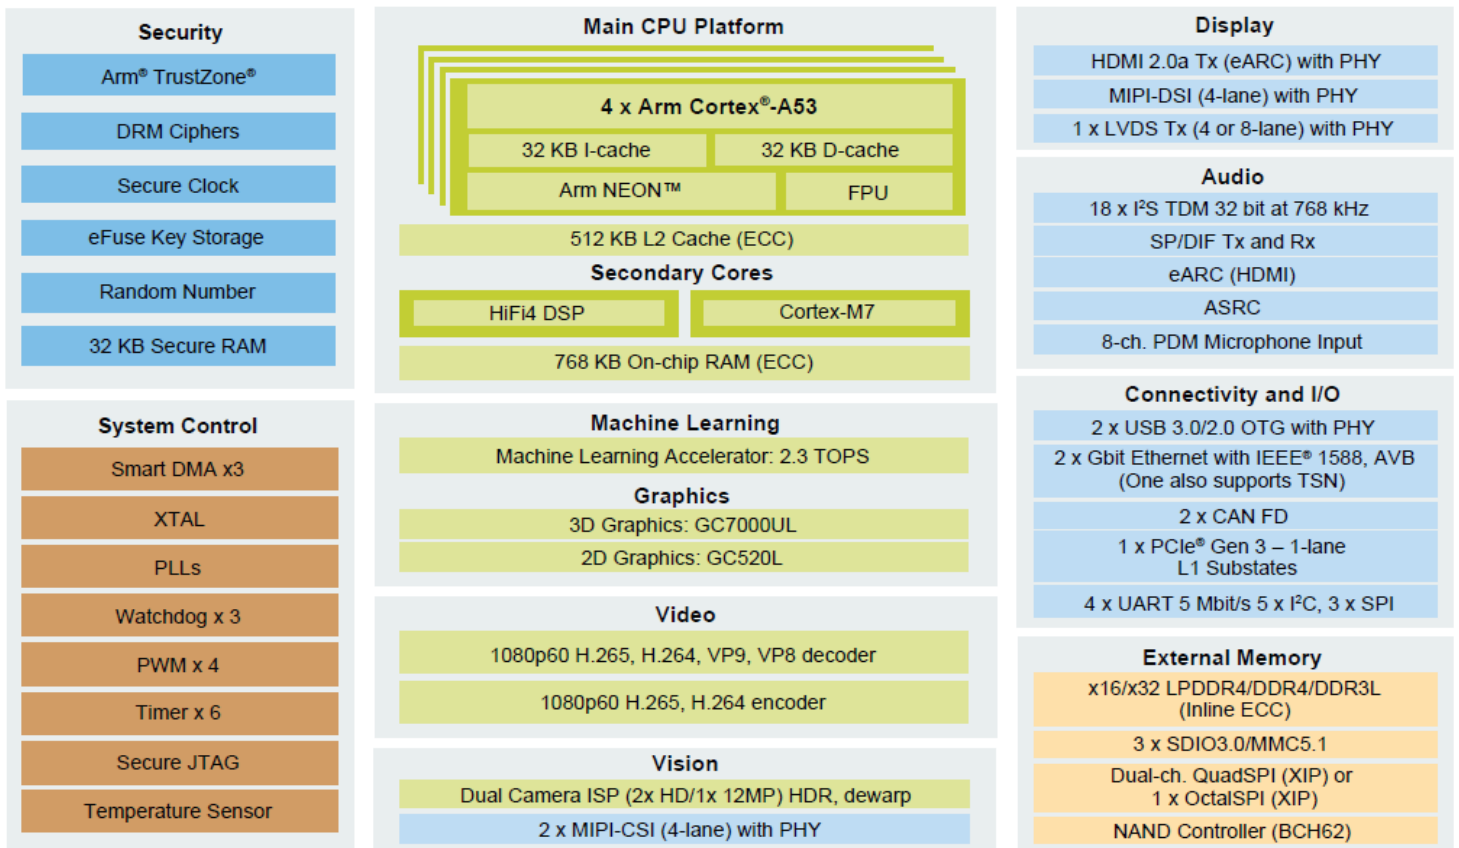 Security
Arm® TrustZone®
DRM Ciphers
Secure Clock
eFuse Key Storage
Random Number
32 KB Secure RAM
System Control
Smart DMA x3
XTAL
PLLs
Watchdog x 3
PWM x 4
Timer x 6
Secure JTAG
Temperature Sensor
Main CPU Platform
4 x Arm Cortex®-A53
32 KB I-cache
32 KB D-cache
Arm NEON™
FPU
512 KB L2 Cache (ECC)
Secondary Cores
HiFi4 DSP
Cortex-M7
768 KB On-chip RAM (ECC)
Machine Learning
Machine Learning Accelerator: 2.3 TOPS
Graphics
3D Graphics: GC7000UL
2D Graphics: GC520L
Video
1080p60 H.265, H.264, VP9, VP8 decoder
1080p60 H.265, H.264 encoder
Vision
Dual Camera ISP (2x HD/1x 12MP) HDR, dewarp
2 x MIPI-CSI (4-lane) with PHY
Display
HDMI 2.0a Tx (eARC) with PHY
MIPI-DSI (4-lane) with PHY
1 x LVDS Tx (4 or 8-lane) with PHY
Audio
18 x I²S TDM 32 bit at 768 kHz
SP/DIF Tx and Rx
eARC (HDMI)
ASRC
8-ch. PDM Microphone Input
Connectivity and I/O
2 x USB 3.0/2.0 OTG with PHY
2 x Gbit Ethernet with IEEE® 1588, AVB
(One also supports TSN)
2 x CAN FD
1 x PCIe® Gen 3 – 1-lane
L1 Substates
4 x UART 5 Mbit/s 5 x I²C, 3 x SPI
External Memory
x16/x32 LPDDR4/DDR4/DDR3L
(Inline ECC)
3 x SDIO3.0/MMC5.1
Dual-ch. QuadSPI (XIP) or
1 x OctalSPI (XIP)
NAND Controller (BCH62)